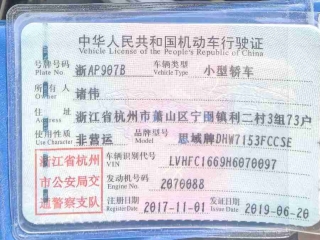 中华人民共和国机动车行驶证
Vehicle License of the People's Republic of China
号牌号码 浙AP907B 车辆类型 小型轿车
Plate No. Vehicle Type
所有人 诸伟
Owner
住址 浙江省杭州市萧山区宁围镇利二村3组73户
Address
使用性质 非营运 品牌型号 思域牌DHW7153FCCSE
Model
浙江省杭州
市公安局交
通警察支队
车辆识别代号 LVHFC1669H6070097
VIN
发动机号码 2070088
Engine No.
注册日期 2017-11-01 发证日期 2019-06-20
Register Date Issue Date